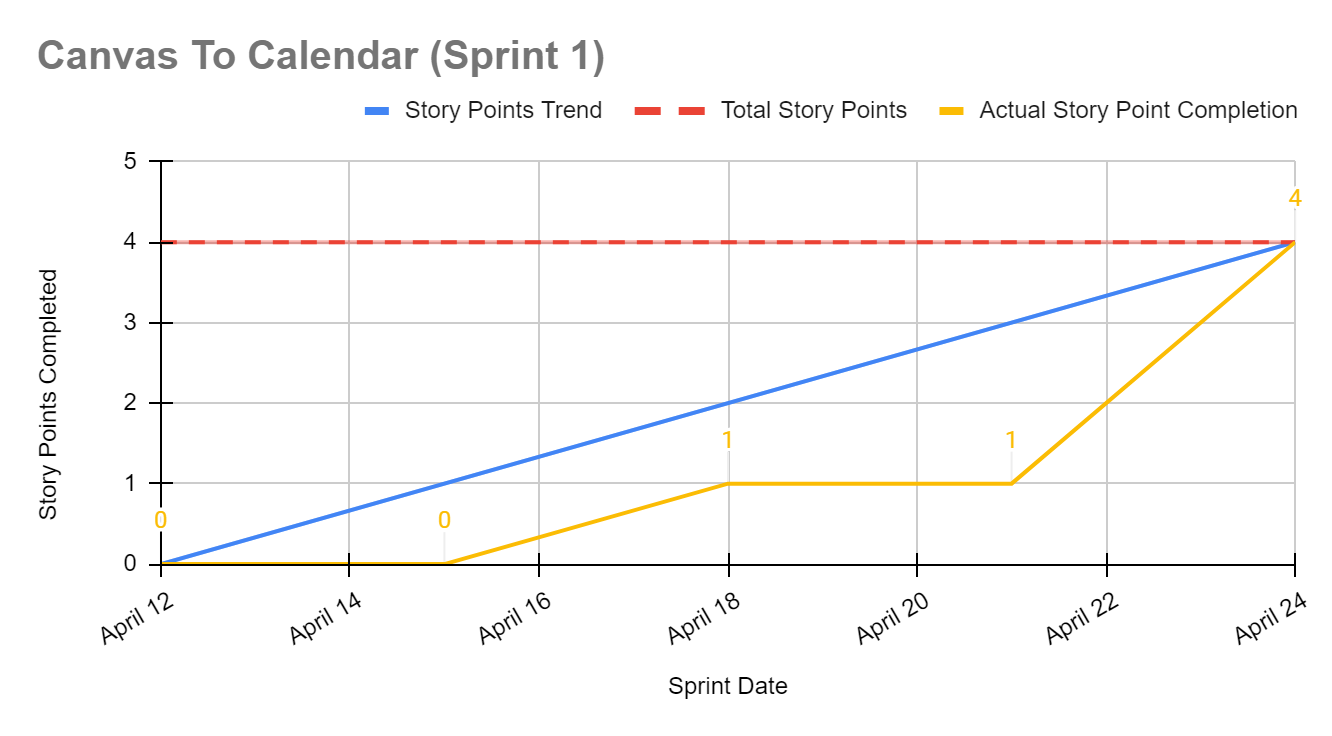 Canvas To Calendar (Sprint 1)
Story Points Trend Total Story Points Actual Story Point Completion
5
4
4
3
2
1 1
1
0 0
0
Story Points Completed
April 12 April 14 April 16 April 18 April 20 April 22 April 24
Sprint Date